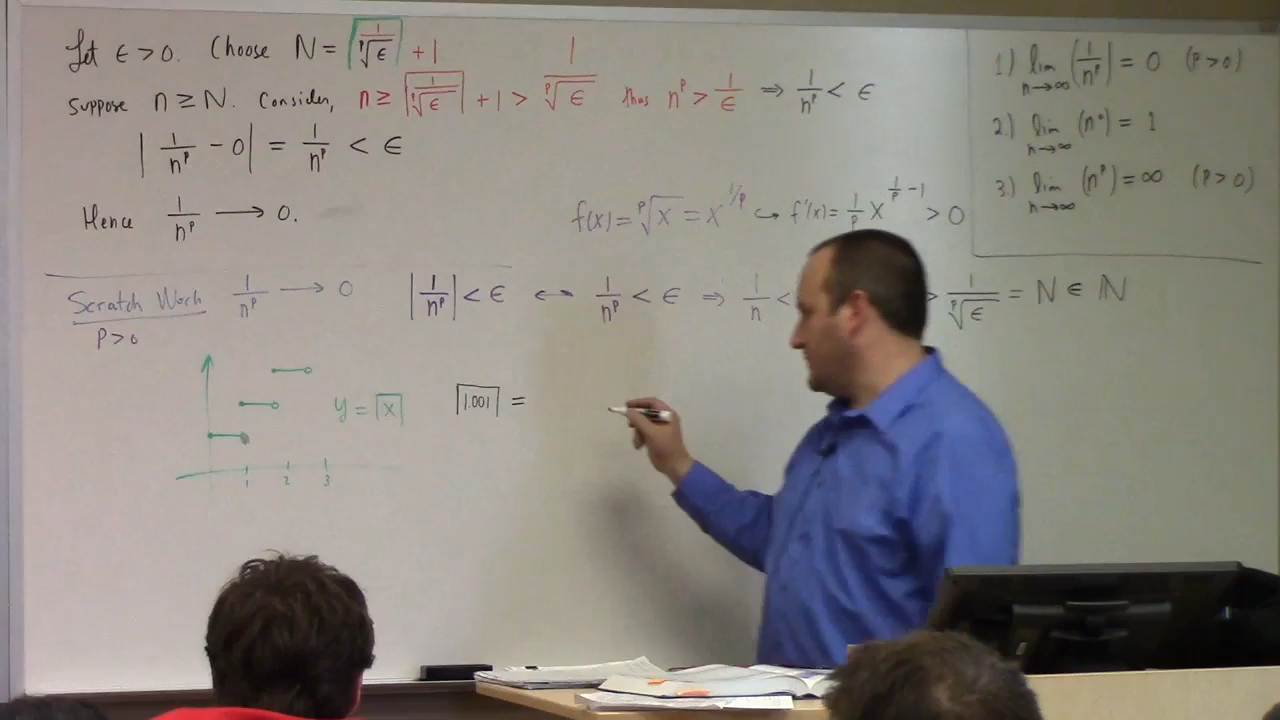 Let ϵ > 0. Choose N = ⌈1/ᵖ√ϵ⌉ + 1
Suppose n ≥ N. Consider, n ≥ ⌈1/ᵖ√ϵ⌉ + 1 > 1/ᵖ√ϵ thus nᵖ > 1/ϵ ⇒ 1/nᵖ < ϵ
|1/nᵖ − 0| = 1/nᵖ < ϵ
Hence 1/nᵖ → 0.
f(x) = ᵖ√x = x^(1/p) ↪ f'(x) = 1/p x^(1/p − 1) > 0
1.) lim n→∞ (1/nᵖ) = 0 (p > 0)
2.) lim n→∞ (n⁰) = 1
3.) lim n→∞ (nᵖ) = ∞ (p > 0)
Scratch Work 1/nᵖ → 0 |1/nᵖ| < ϵ ↔ 1/nᵖ < ϵ ⇒ 1/n < > 1/ᵖ√ϵ = N ∈ ℕ
P > 0
y = ⌈x⌉
⌈1.001⌉ =
1 2 3